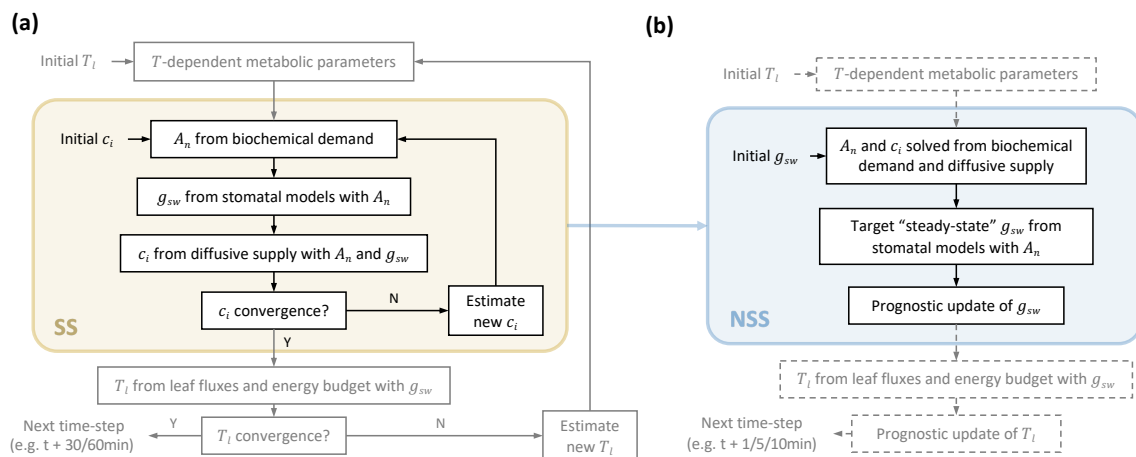 (a)
Initial T_l
T-dependent metabolic parameters
Initial c_i
A_n from biochemical demand
g_sw from stomatal models with A_n
c_i from diffusive supply with A_n and g_sw
c_i convergence?
N
Estimate
new c_i
SS
Y
T_l from leaf fluxes and energy budget with g_sw
Next time-step
(e.g. t + 30/60min)
Y
T_l convergence?
N
Estimate
new T_l
(b)
Initial T_l
T-dependent metabolic parameters
Initial g_sw
A_n and c_i solved from biochemical
demand and diffusive supply
Target “steady-state” g_sw from
stomatal models with A_n
Prognostic update of g_sw
NSS
T_l from leaf fluxes and energy budget with g_sw
Next time-step
(e.g. t + 1/5/10min)
Prognostic update of T_l